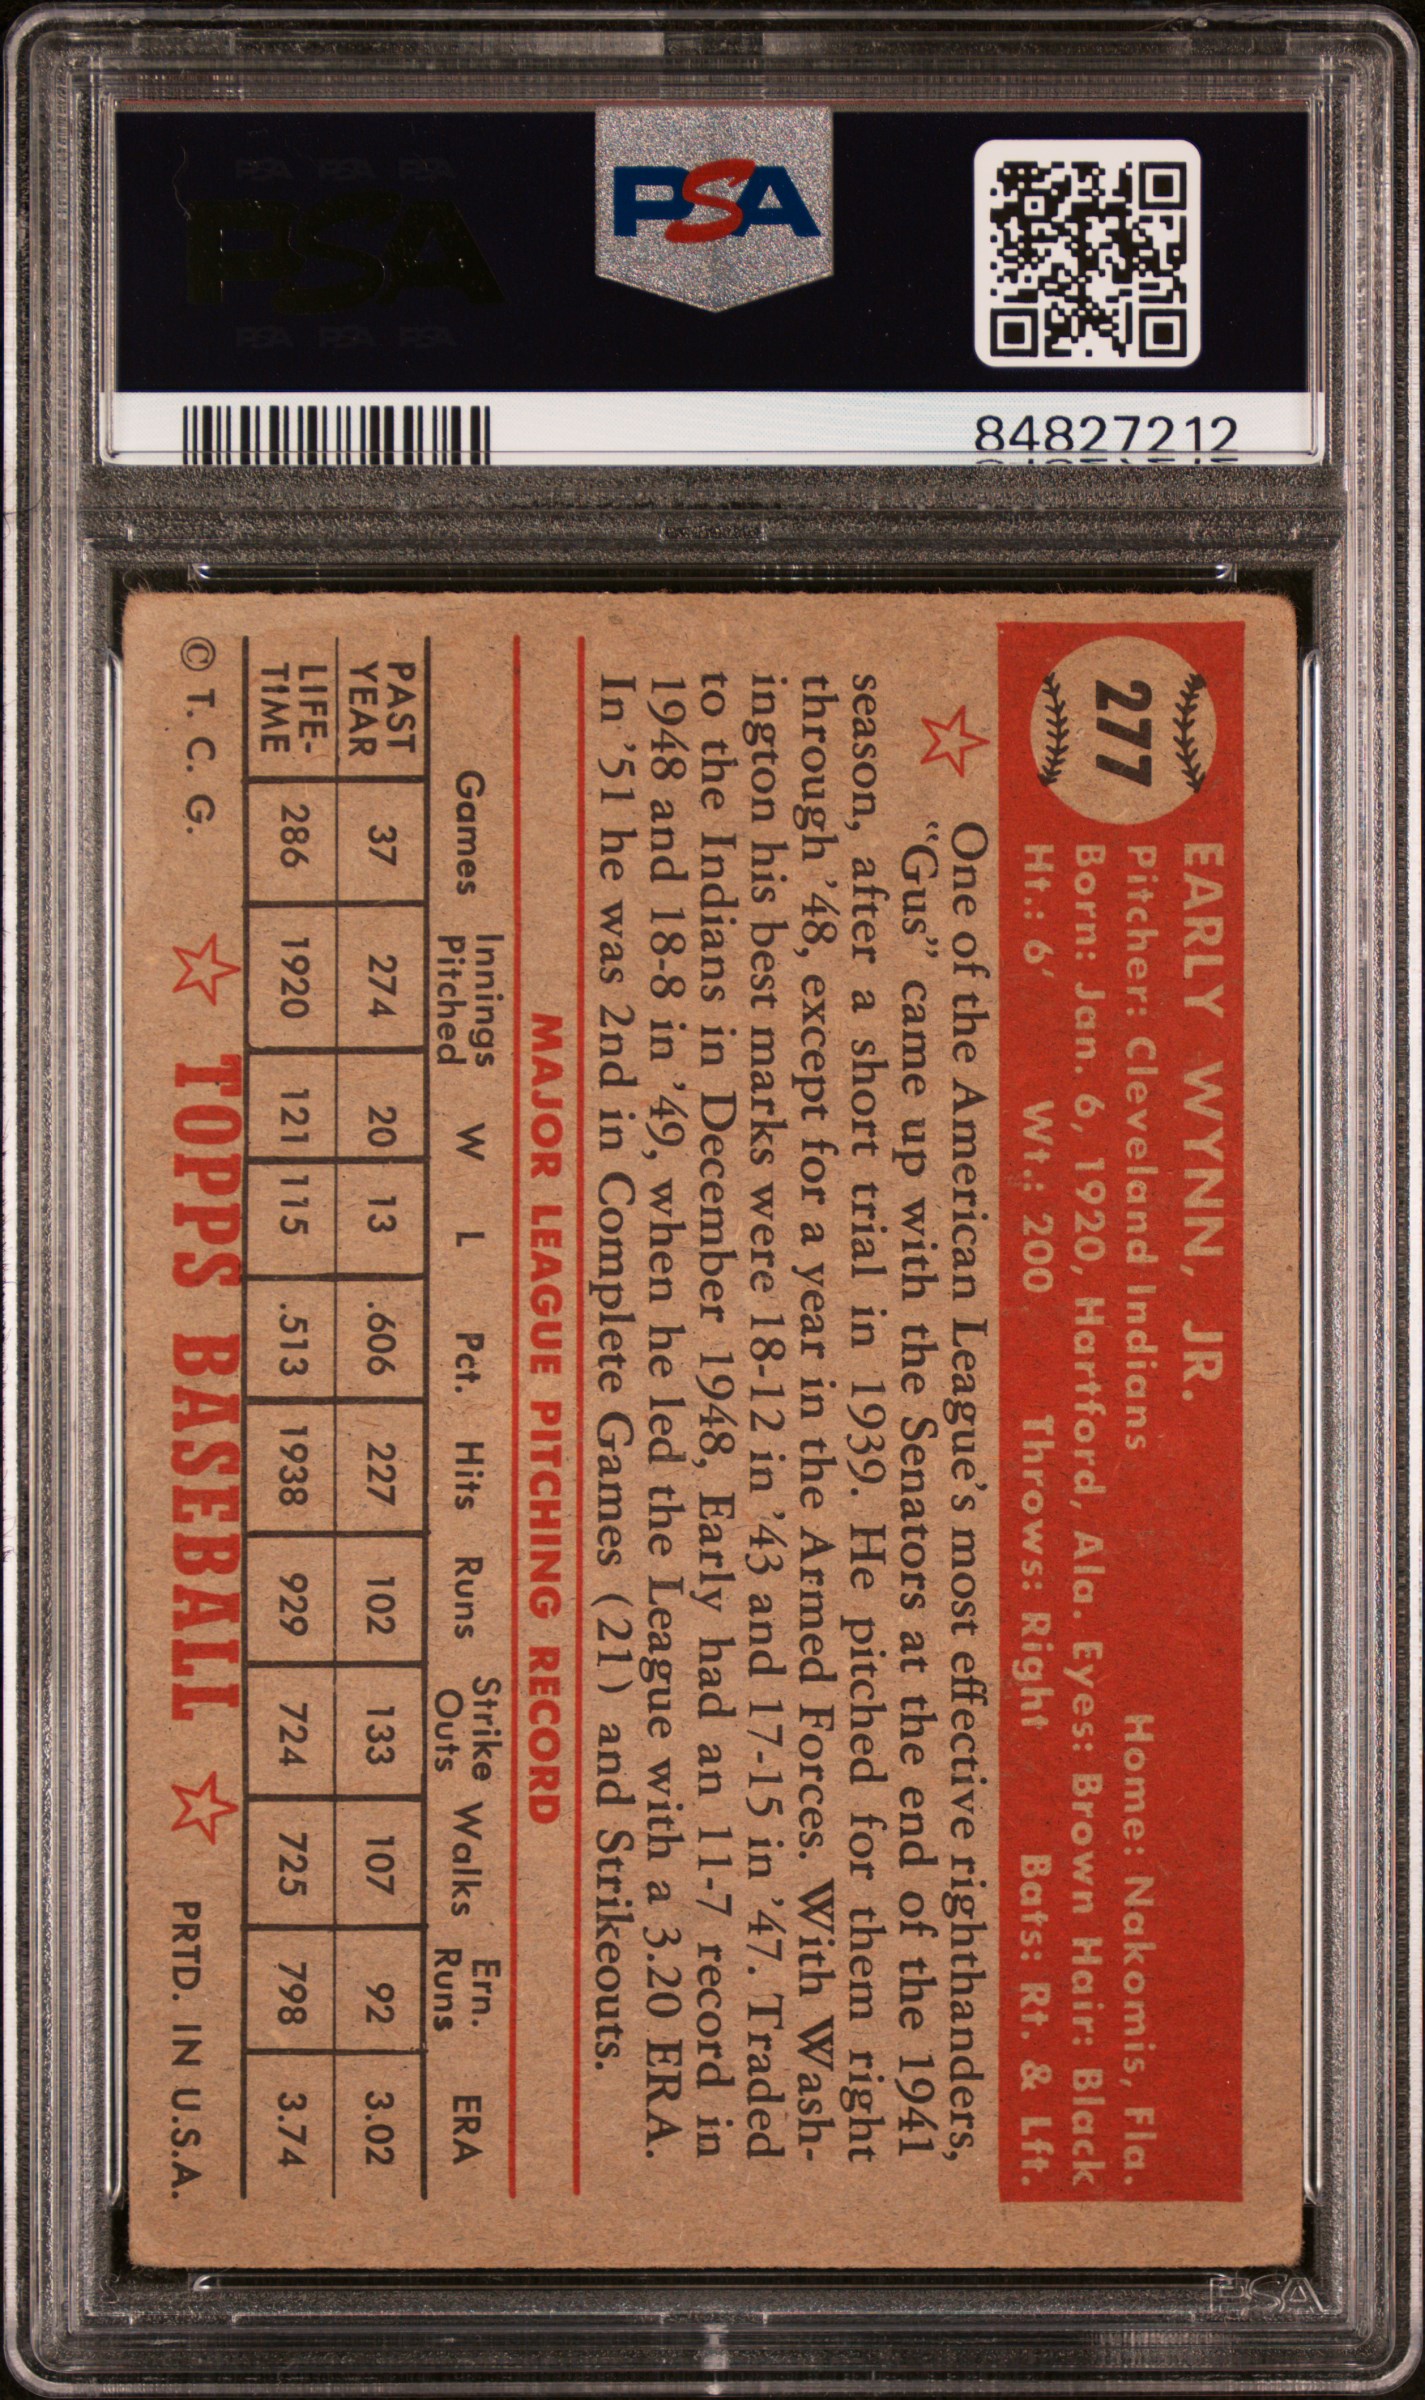 PSA PSA PSA
PSA
PSA PSA PSA
PSA
84827212
277
EARLY WYNN, JR.
Pitcher: Cleveland Indians Home: Nakomis, Fla.
Born: Jan. 6, 1920, Hartford, Ala. Eyes: Brown Hair: Black
Ht.: 6′ Wt.: 200 Throws: Right Bats: Rt. & Lft.
One of the American League's most effective righthanders,
"Gus" came up with the Senators at the end of the 1941
season, after a short trial in 1939. He pitched for them right
through '48, except for a year in the Armed Forces. With Wash-
ington his best marks were 18-12 in '43 and 17-15 in '47. Traded
to the Indians in December 1948, Early had an 11-7 record in
1948 and 18-8 in '49, when he led the League with a 3.20 ERA.
In '51 he was 2nd in Complete Games (21) and Strikeouts.
MAJOR LEAGUE PITCHING RECORD
Games Innings Pitched W L Pct. Hits Runs Strike Outs Walks Ern. Runs ERA
PAST YEAR 37 274 20 13 .606 227 102 133 107 92 3.02
LIFE-TIME 286 1920 121 115 .513 1938 929 724 725 798 3.74
© T. C. G. TOPPS BASEBALL PRTD. IN U.S.A.
PSA